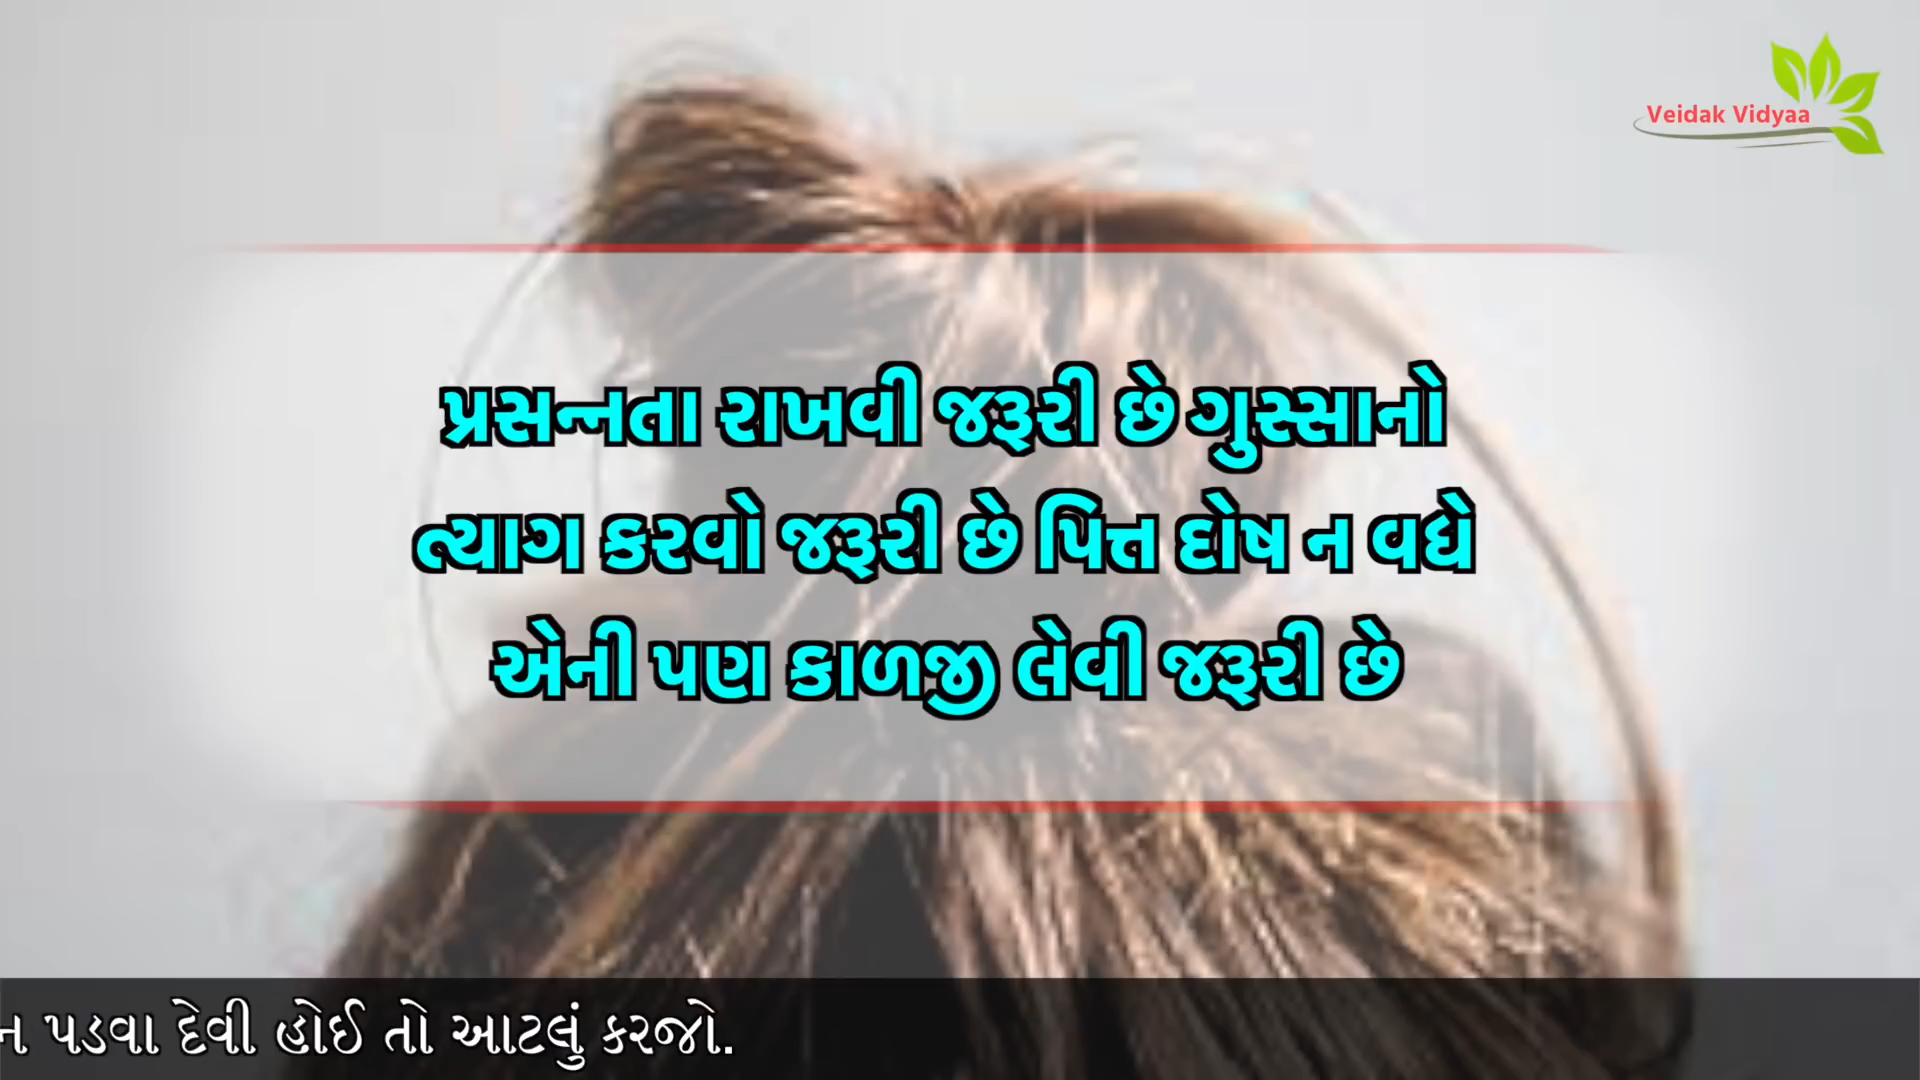 Veidak Vidyaa
પ્રસન્નતા રાખવી જરૂરી છે ગુસ્સાનો
ત્યાગ કરવો જરૂરી છે પિત્ત દોષ ન વધે
એની પણ કાળજી લેવી જરૂરી છે
ન પડવા દેવી હોઈ તો આટલું કરજો.